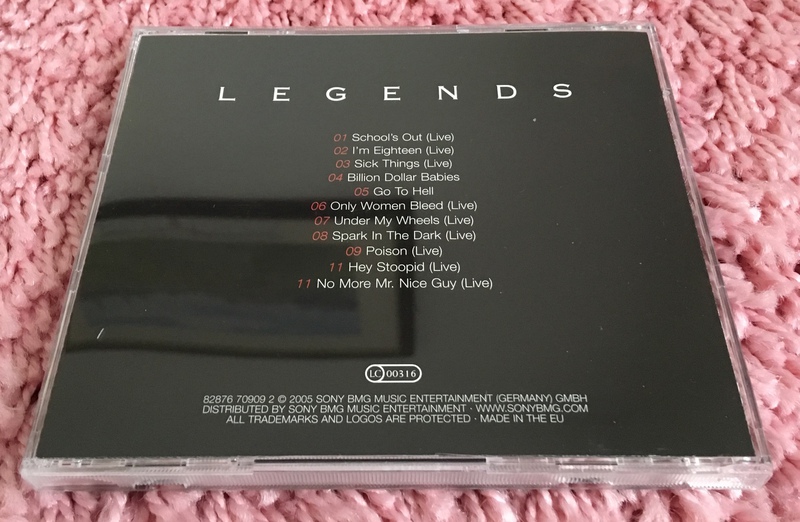 LEGENDS
01 School's Out (Live)
02 I'm Eighteen (Live)
03 Sick Things (Live)
04 Billion Dollar Babies
05 Go To Hell
06 Only Women Bleed (Live)
07 Under My Wheels (Live)
08 Spark In The Dark (Live)
09 Poison (Live)
11 Hey Stoopid (Live)
11 No More Mr. Nice Guy (Live)
LC 00316
82876 70909 2 © 2005 SONY BMG MUSIC ENTERTAINMENT (GERMANY) GMBH
DISTRIBUTED BY SONY BMG MUSIC ENTERTAINMENT · WWW.SONYBMG.COM
ALL TRADEMARKS AND LOGOS ARE PROTECTED · MADE IN THE EU